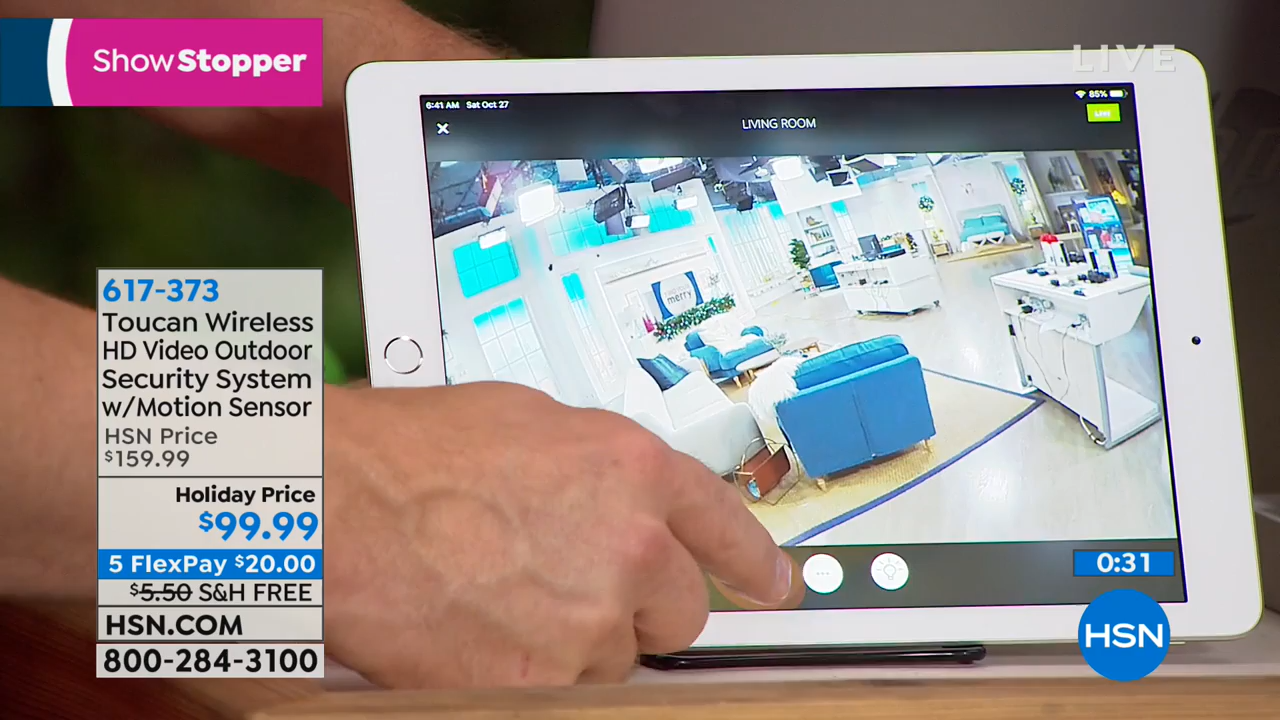 ShowStopper
LIVE
6:41 AM Sat Oct 27
85%
LIVING ROOM
LIVE
merry
617-373
Toucan Wireless
HD Video Outdoor
Security System
w/Motion Sensor
HSN Price
$159.99
Holiday Price
$99.99
5 FlexPay $20.00
$5.50 S&H FREE
HSN.COM
800-284-3100
0:31
HSN